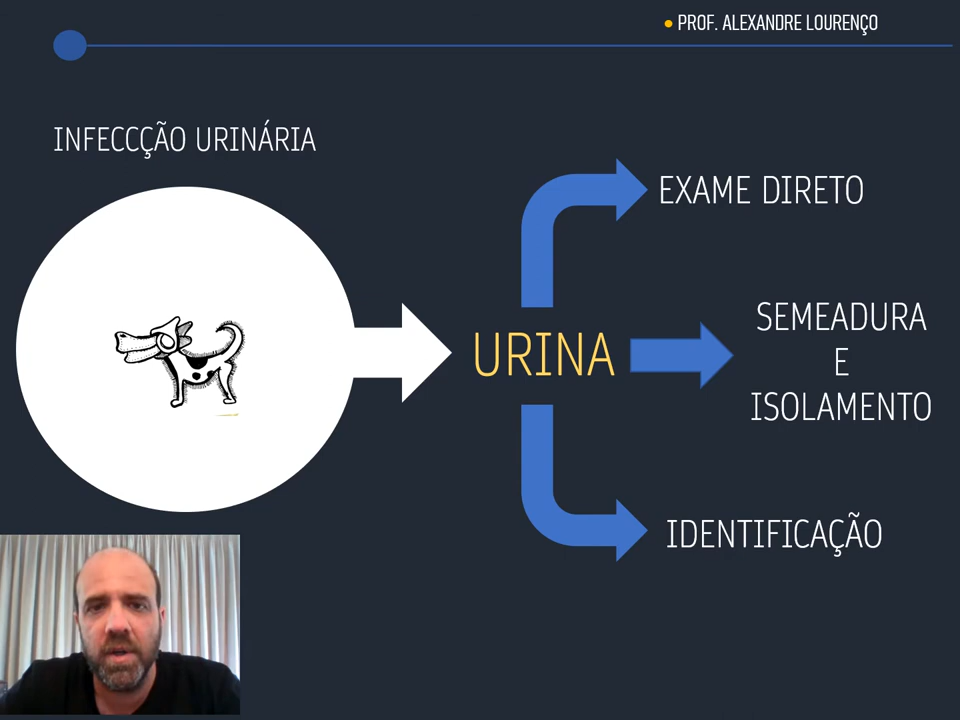 PROF. ALEXANDRE LOURENÇO
INFECCÇÃO URINÁRIA
EXAME DIRETO
URINA
SEMEADURA
E
ISOLAMENTO
IDENTIFICAÇÃO